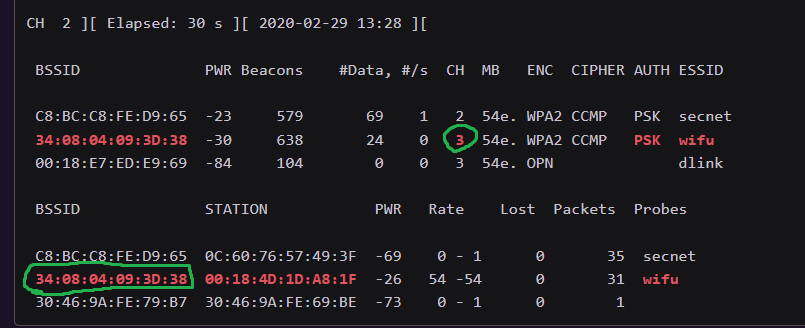 CH 2 ][ Elapsed: 30 s ][ 2020-02-29 13:28 ][
BSSID PWR Beacons #Data, #/s CH MB ENC CIPHER AUTH ESSID
C8:BC:C8:FE:D9:65 -23 579 69 1 2 54e. WPA2 CCMP PSK secnet
34:08:04:09:3D:38 -30 638 24 0 3 54e. WPA2 CCMP PSK wifu
00:18:E7:ED:E9:69 -84 104 0 0 3 54e. OPN dlink
BSSID STATION PWR Rate Lost Packets Probes
C8:BC:C8:FE:D9:65 0C:60:76:57:49:3F -69 0 - 1 0 35 secnet
34:08:04:09:3D:38 00:18:4D:1D:A8:1F -26 54 -54 0 31 wifu
30:46:9A:FE:79:B7 30:46:9A:FE:69:BE -73 0 - 1 0 1